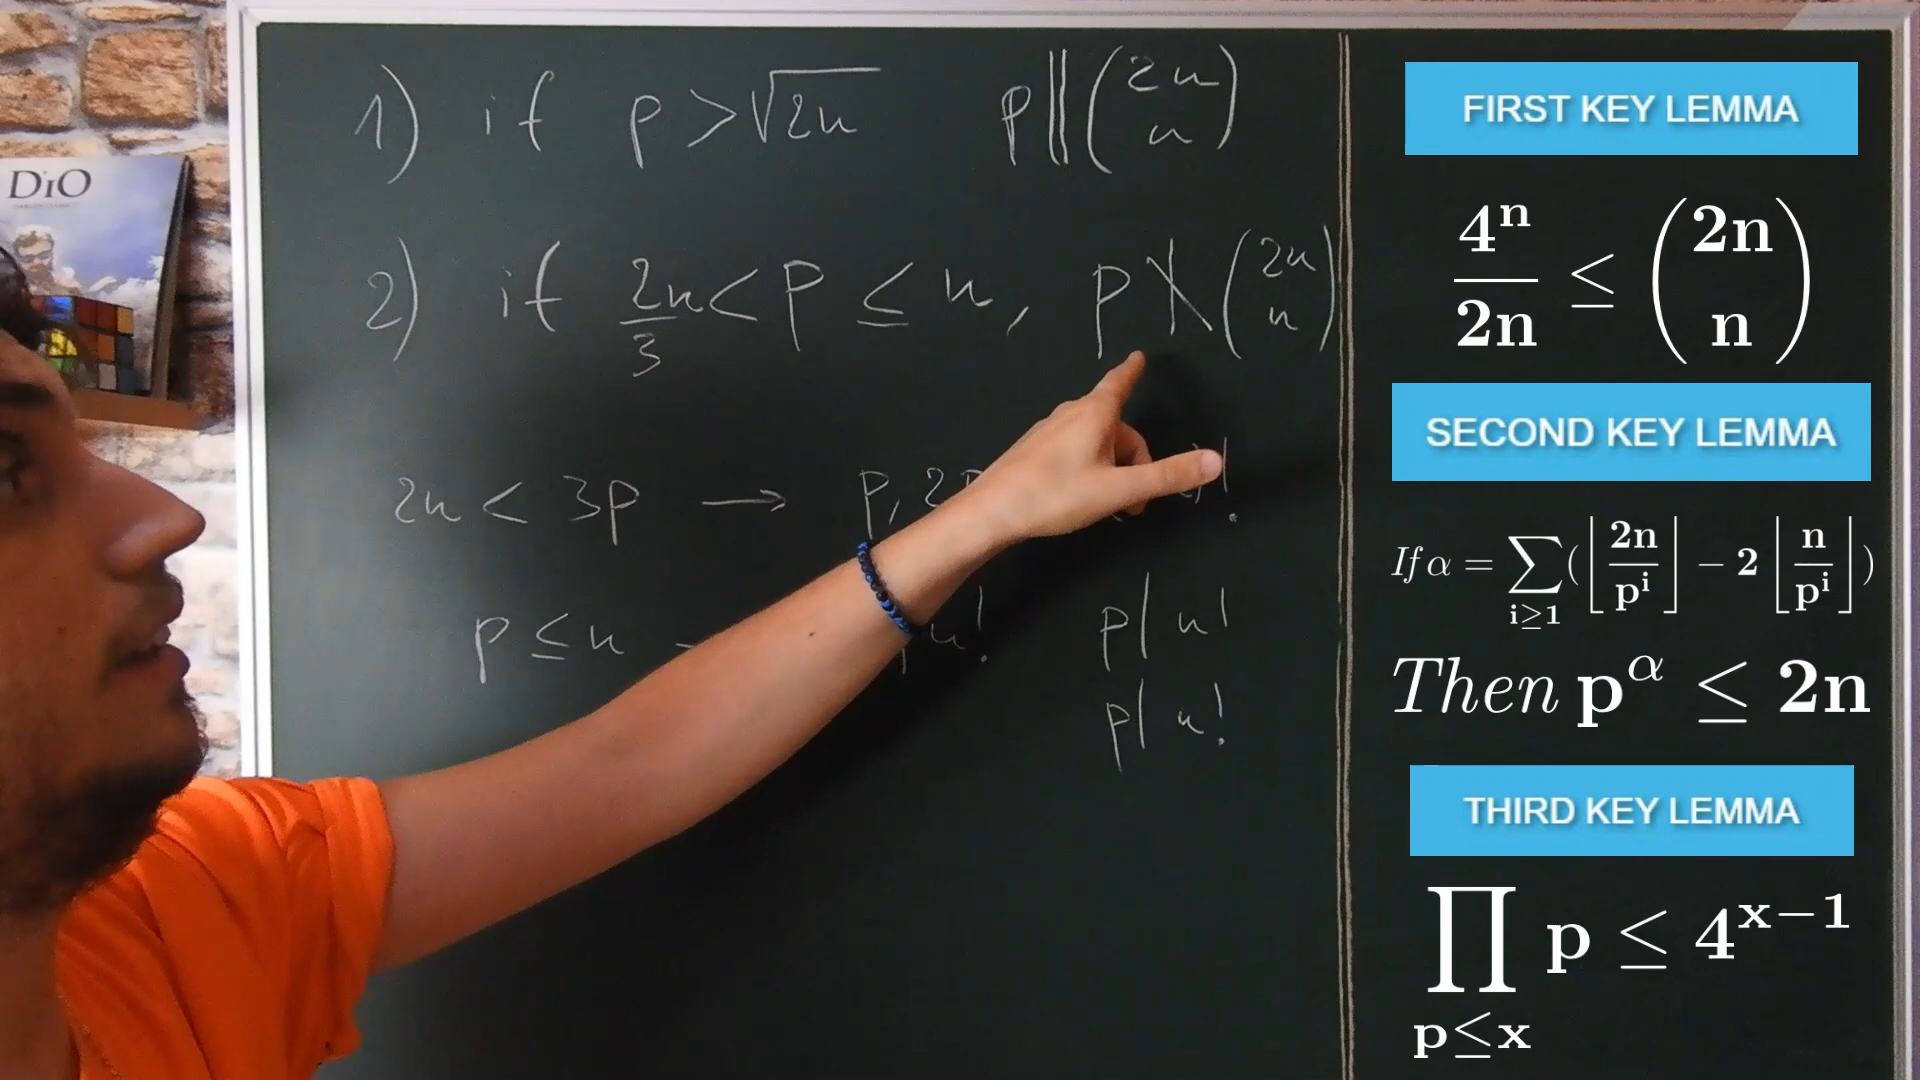 DiO
1) if p > √2n p || (2n n)
2) if 2n/3 < p ≤ n, p ∤ (2n n)
2n < 3p → p, 2p !
p ≤ n n! p | n!
p | n!
FIRST KEY LEMMA
4^n / 2n ≤ (2n n)
SECOND KEY LEMMA
If α = ∑_{i≥1} (⌊2n/p^i⌋ − 2⌊n/p^i⌋)
Then p^α ≤ 2n
THIRD KEY LEMMA
∏_{p≤x} p ≤ 4^{x−1}